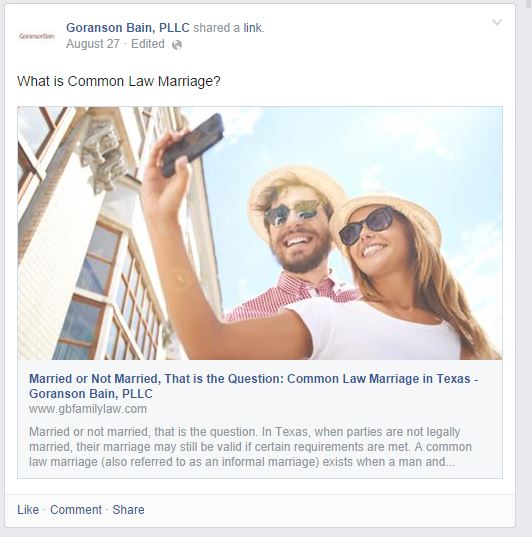 GoransonBain
Goranson Bain, PLLC shared a link.
August 27 · Edited ·
What is Common Law Marriage?
Married or Not Married, That is the Question: Common Law Marriage in Texas -
Goranson Bain, PLLC
www.gbfamilylaw.com
Married or not married, that is the question. In Texas, when parties are not legally
married, their marriage may still be valid if certain requirements are met. A common
law marriage (also referred to as an informal marriage) exists when a man and...
Like · Comment · Share